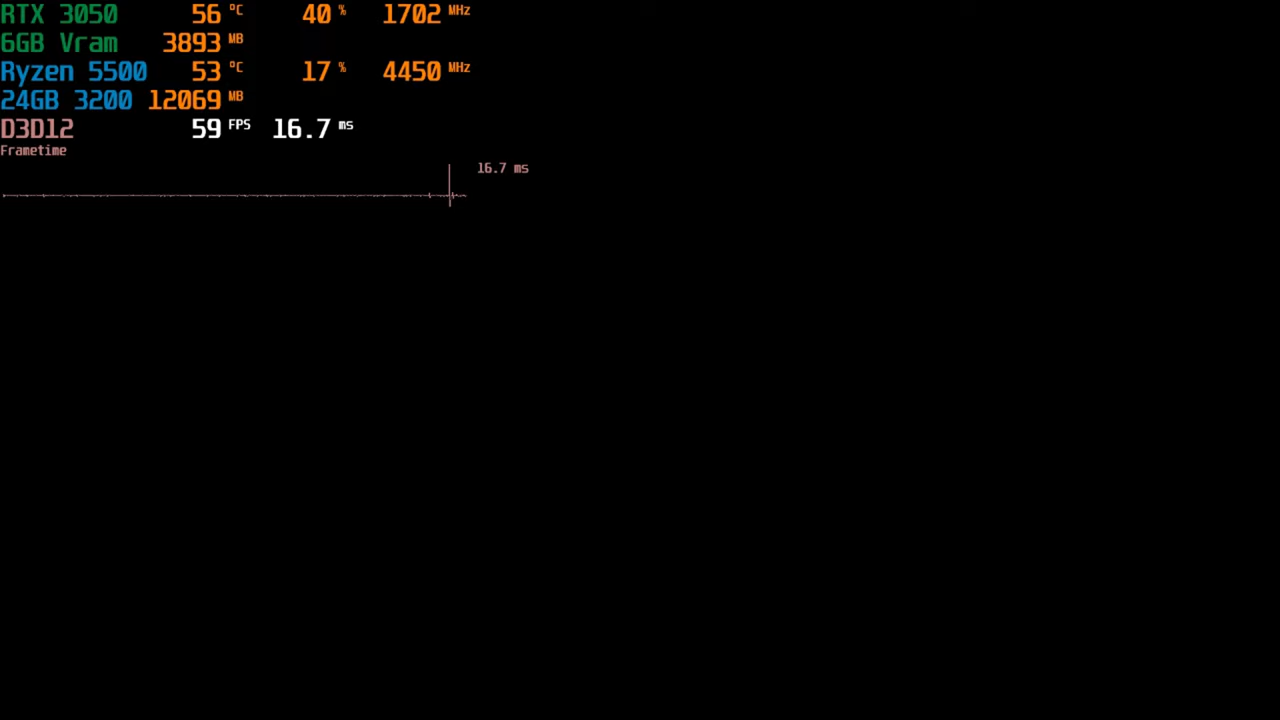 RTX 3050 56 °C 40 % 1702 MHz
6GB Vram 3893 MB
Ryzen 5500 53 °C 17 % 4450 MHz
24GB 3200 12069 MB
D3D12 59 FPS 16.7 ms
Frametime
16.7 ms